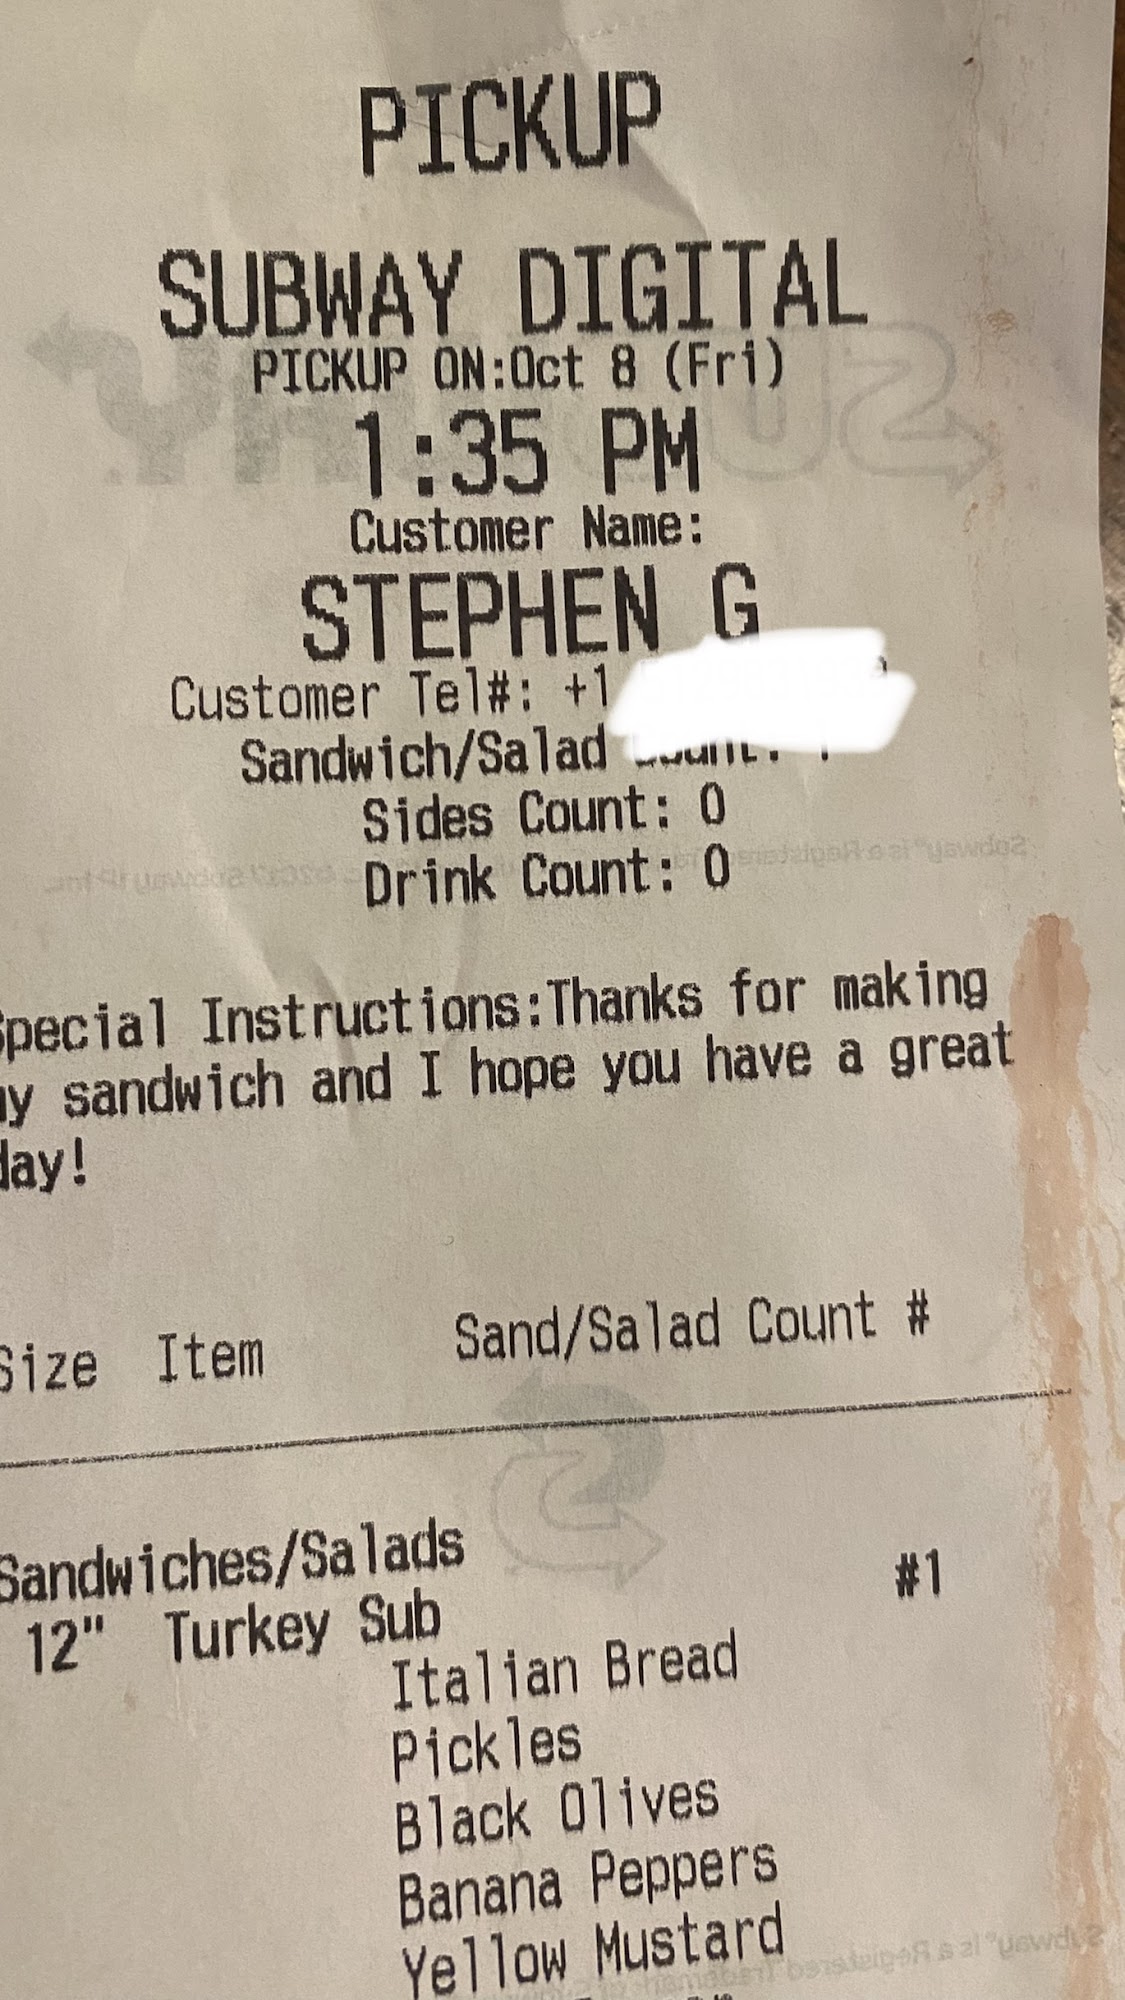 PICKUP
SUBWAY DIGITAL
PICKUP ON:Oct 8 (Fri)
1:35 PM
Customer Name:
STEPHEN G
Customer Tel#: +1
Sandwich/Salad Count:
Sides Count: 0
Drink Count: 0
Special Instructions:Thanks for making
my sandwich and I hope you have a great
day!
Size Item Sand/Salad Count #
Sandwiches/Salads
12" Turkey Sub #1
Italian Bread
Pickles
Black Olives
Banana Peppers
Yellow Mustard